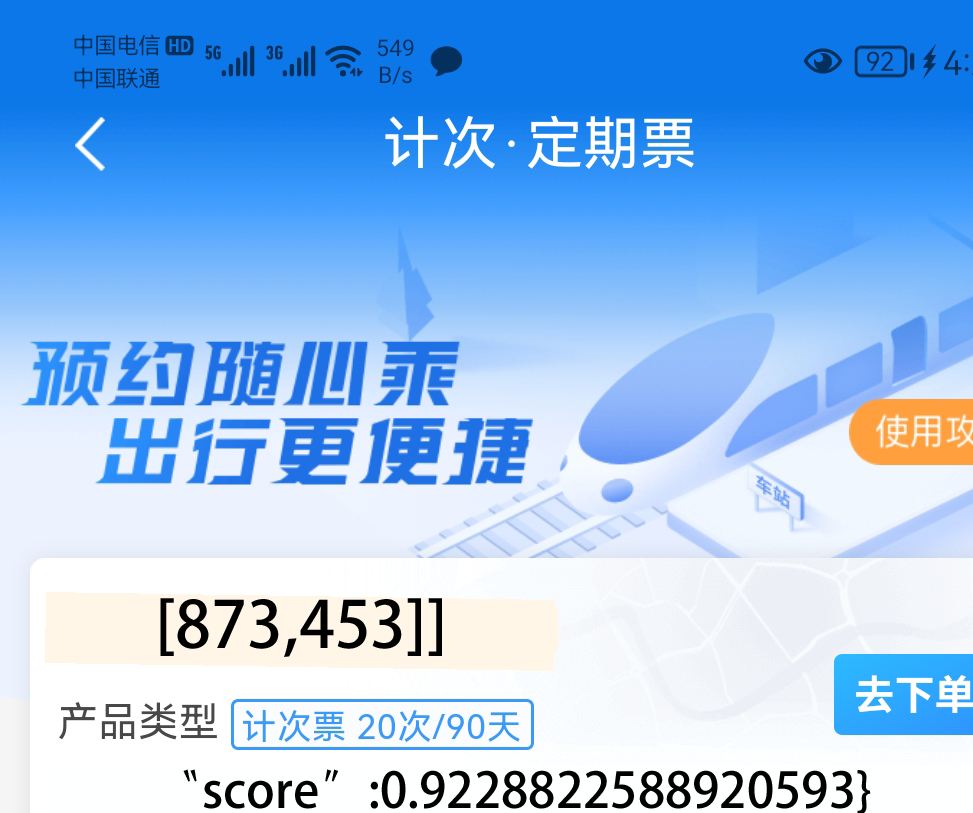 中国电信 HD 5G 3G 549 92 4:
中国联通 B/s
计次·定期票
预约随心乘
出行更便捷
使用攻
车站
[873,453]]
去下单
产品类型 计次票 20次/90天
“score” :0.9228822588920593}